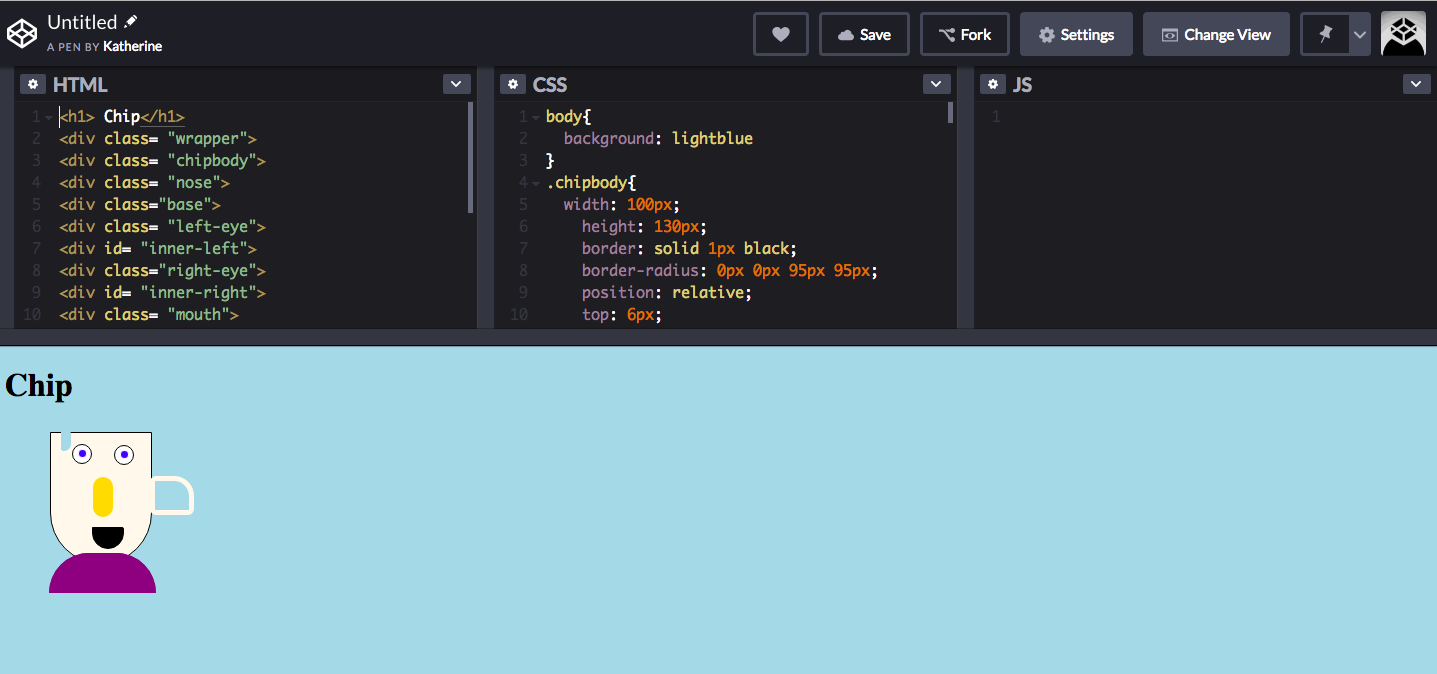 Untitled
A PEN BY Katherine
Save
Fork
Settings
Change View
HTML
1 <h1> Chip</h1>
2 <div class= "wrapper">
3 <div class= "chipbody">
4 <div class= "nose">
5 <div class="base">
6 <div class= "left-eye">
7 <div id= "inner-left">
8 <div class="right-eye">
9 <div id= "inner-right">
10 <div class= "mouth">
CSS
1 body{
2 background: lightblue
3 }
4 .chipbody{
5 width: 100px;
6 height: 130px;
7 border: solid 1px black;
8 border-radius: 0px 0px 95px 95px;
9 position: relative;
10 top: 6px;
JS
1
Chip